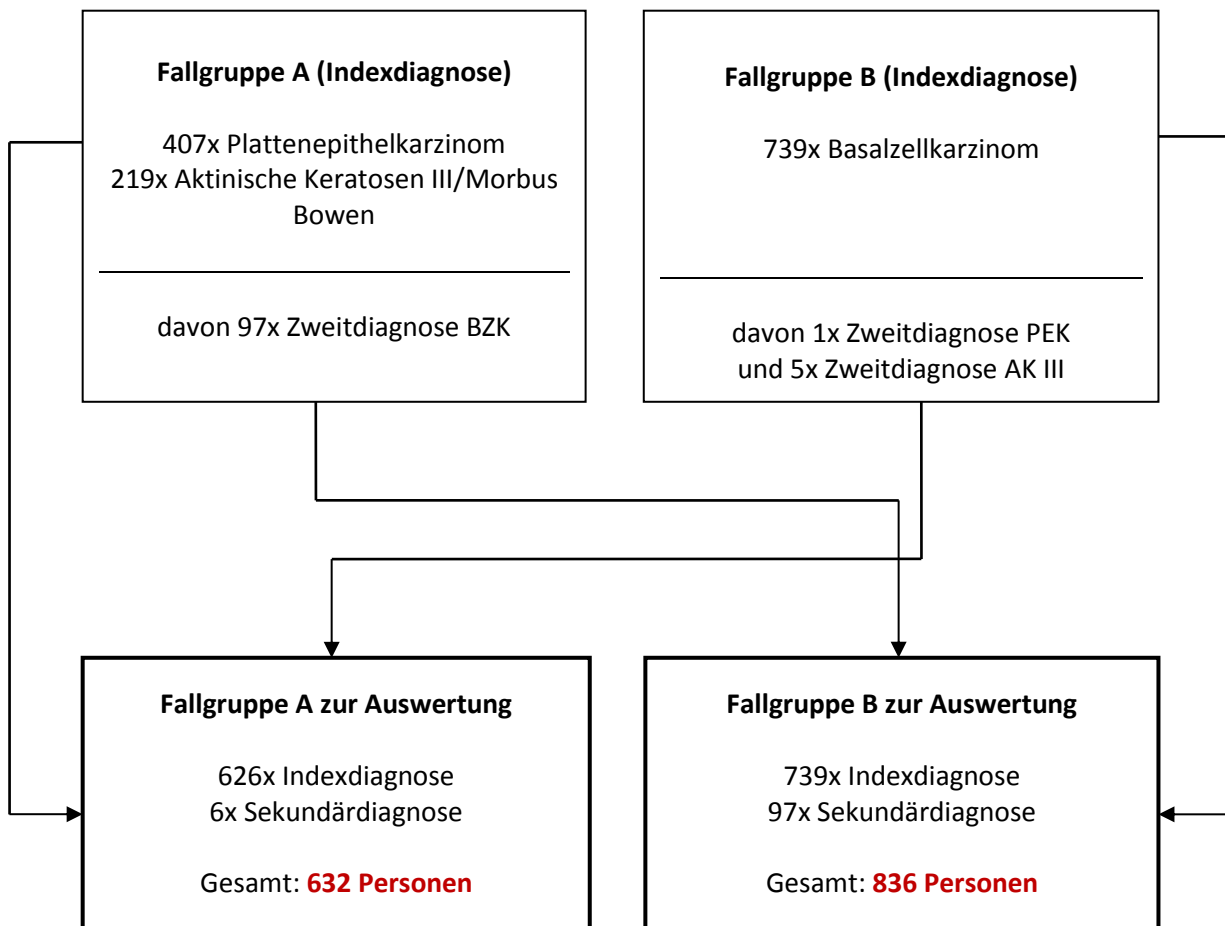 Fallgruppe A (Indexdiagnose)
407x Plattenepithelkarzinom
219x Aktinische Keratosen III/Morbus
Bowen
davon 97x Zweitdiagnose BZK
Fallgruppe B (Indexdiagnose)
739x Basalzellkarzinom
davon 1x Zweitdiagnose PEK
und 5x Zweitdiagnose AK III
Fallgruppe A zur Auswertung
626x Indexdiagnose
6x Sekundärdiagnose
Gesamt: 632 Personen
Fallgruppe B zur Auswertung
739x Indexdiagnose
97x Sekundärdiagnose
Gesamt: 836 Personen